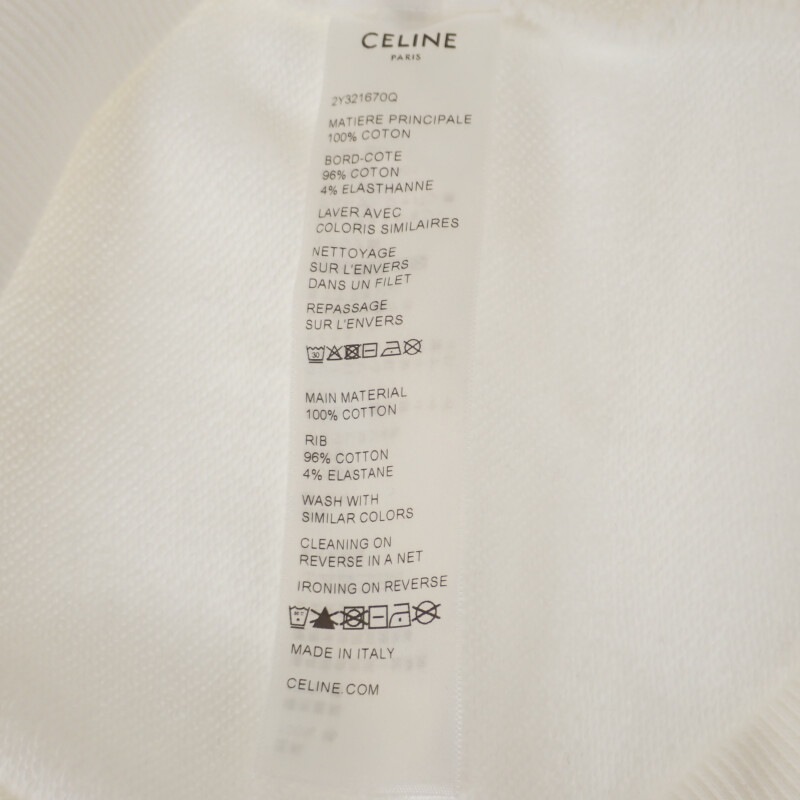 CELINE
PARIS
2Y321670Q
MATIERE PRINCIPALE
100% COTON
BORD-COTE
96% COTON
4% ELASTHANNE
LAVER AVEC
COLORIS SIMILAIRES
NETTOYAGE
SUR L'ENVERS
DANS UN FILET
REPASSAGE
SUR L'ENVERS
30
MAIN MATERIAL
100% COTTON
RIB
96% COTTON
4% ELASTANE
WASH WITH
SIMILAR COLORS
CLEANING ON
REVERSE IN A NET
IRONING ON REVERSE
MADE IN ITALY
CELINE.COM